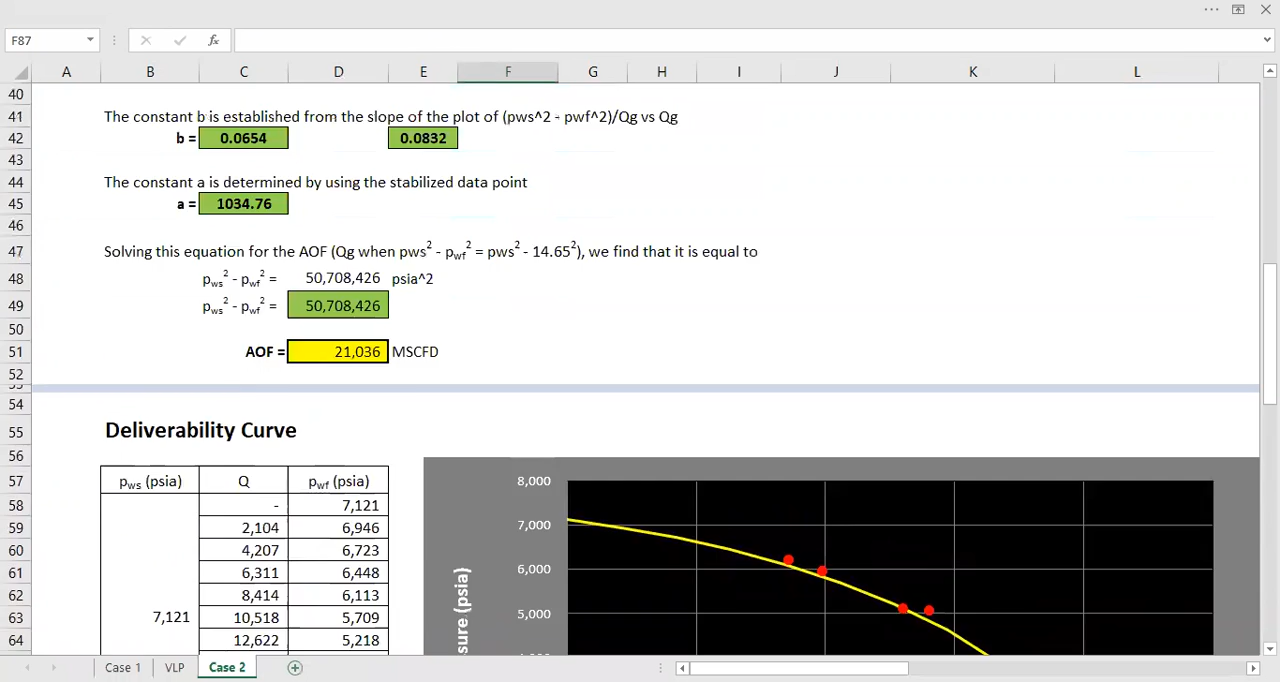 F87
fx
A B C D E F G H I J K L
40
41 The constant b is established from the slope of the plot of (pws^2 - pwf^2)/Qg vs Qg
42 b = 0.0654 0.0832
43
44 The constant a is determined by using the stabilized data point
45 a = 1034.76
46
47 Solving this equation for the AOF (Qg when pws² - pwf² = pws² - 14.65²), we find that it is equal to
48 pws² - pwf² = 50,708,426 psia^2
49 pws² - pwf² = 50,708,426
50
51 AOF = 21,036 MSCFD
52
54
55 Deliverability Curve
56
57 pws (psia) Q pwf (psia)
58 - 7,121
59 2,104 6,946
60 4,207 6,723
61 6,311 6,448
62 8,414 6,113
63 7,121 10,518 5,709
64 12,622 5,218
8,000
7,000
6,000
5,000
sure (psia)
Case 1 VLP Case 2